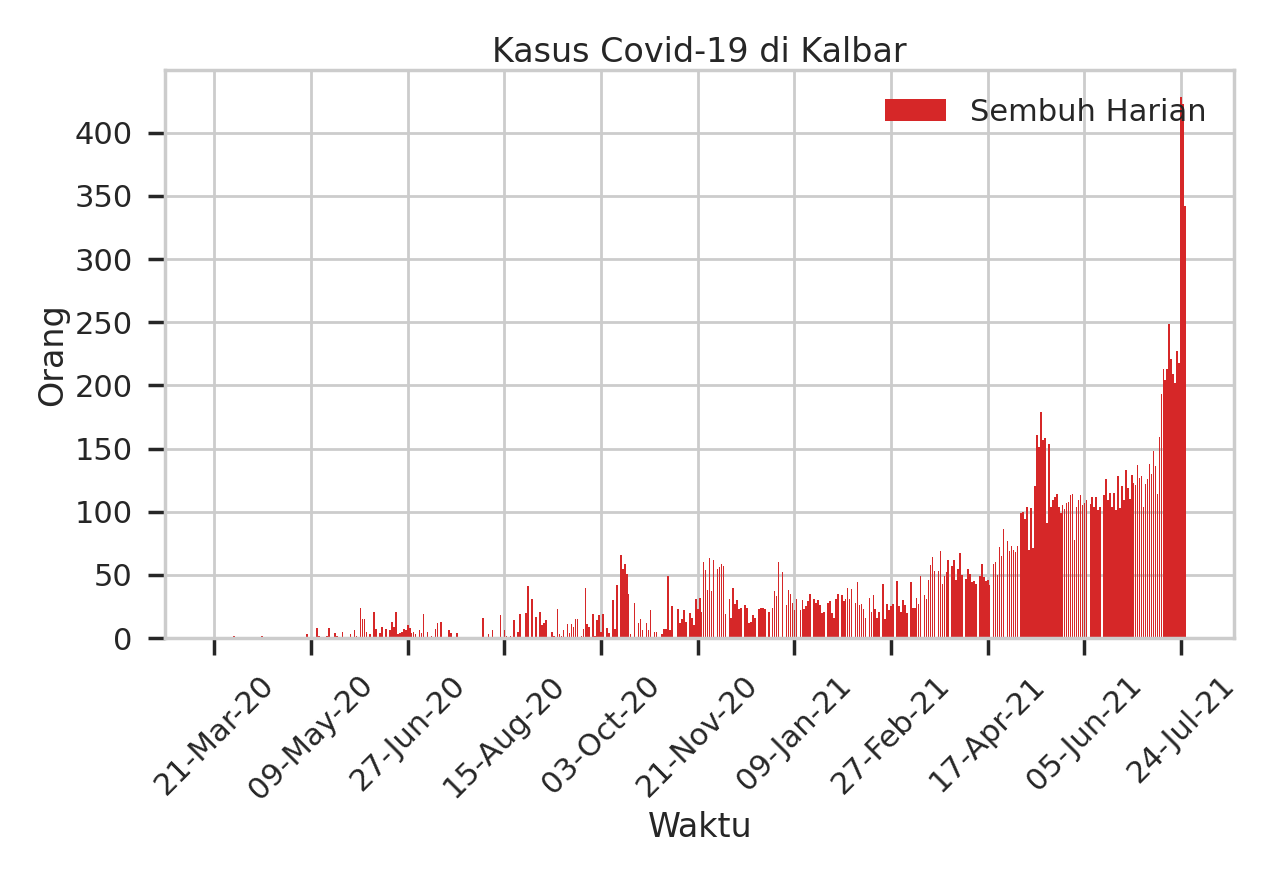 Kasus Covid-19 di Kalbar
Sembuh Harian
400
350
300
250
200
150
100
50
0
Orang
21-Mar-20
09-May-20
27-Jun-20
15-Aug-20
03-Oct-20
21-Nov-20
09-Jan-21
27-Feb-21
17-Apr-21
05-Jun-21
24-Jul-21
Waktu